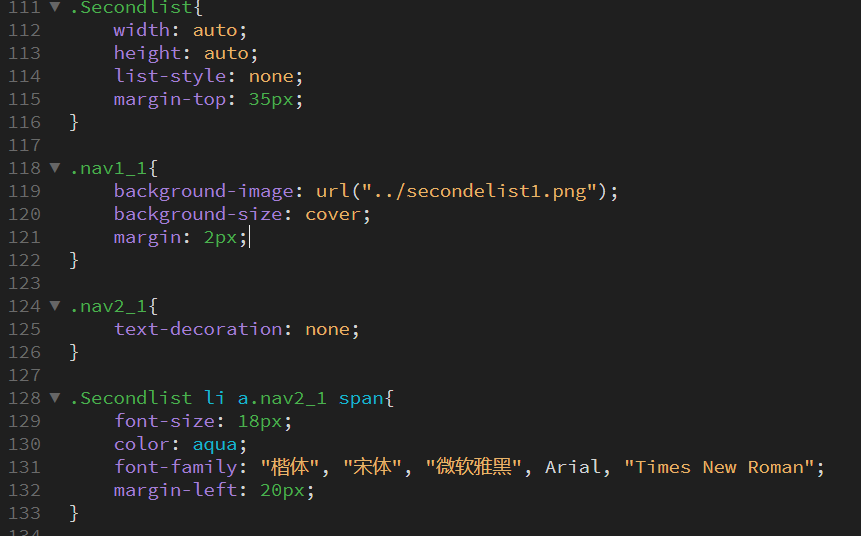 111 ▼ .Secondlist{
112 width: auto;
113 height: auto;
114 list-style: none;
115 margin-top: 35px;
116 }
117
118 ▼ .nav1_1{
119 background-image: url("../secondelist1.png");
120 background-size: cover;
121 margin: 2px;
122 }
123
124 ▼ .nav2_1{
125 text-decoration: none;
126 }
127
128 ▼ .Secondlist li a.nav2_1 span{
129 font-size: 18px;
130 color: aqua;
131 font-family: "楷体", "宋体", "微软雅黑", Arial, "Times New Roman";
132 margin-left: 20px;
133 }
134